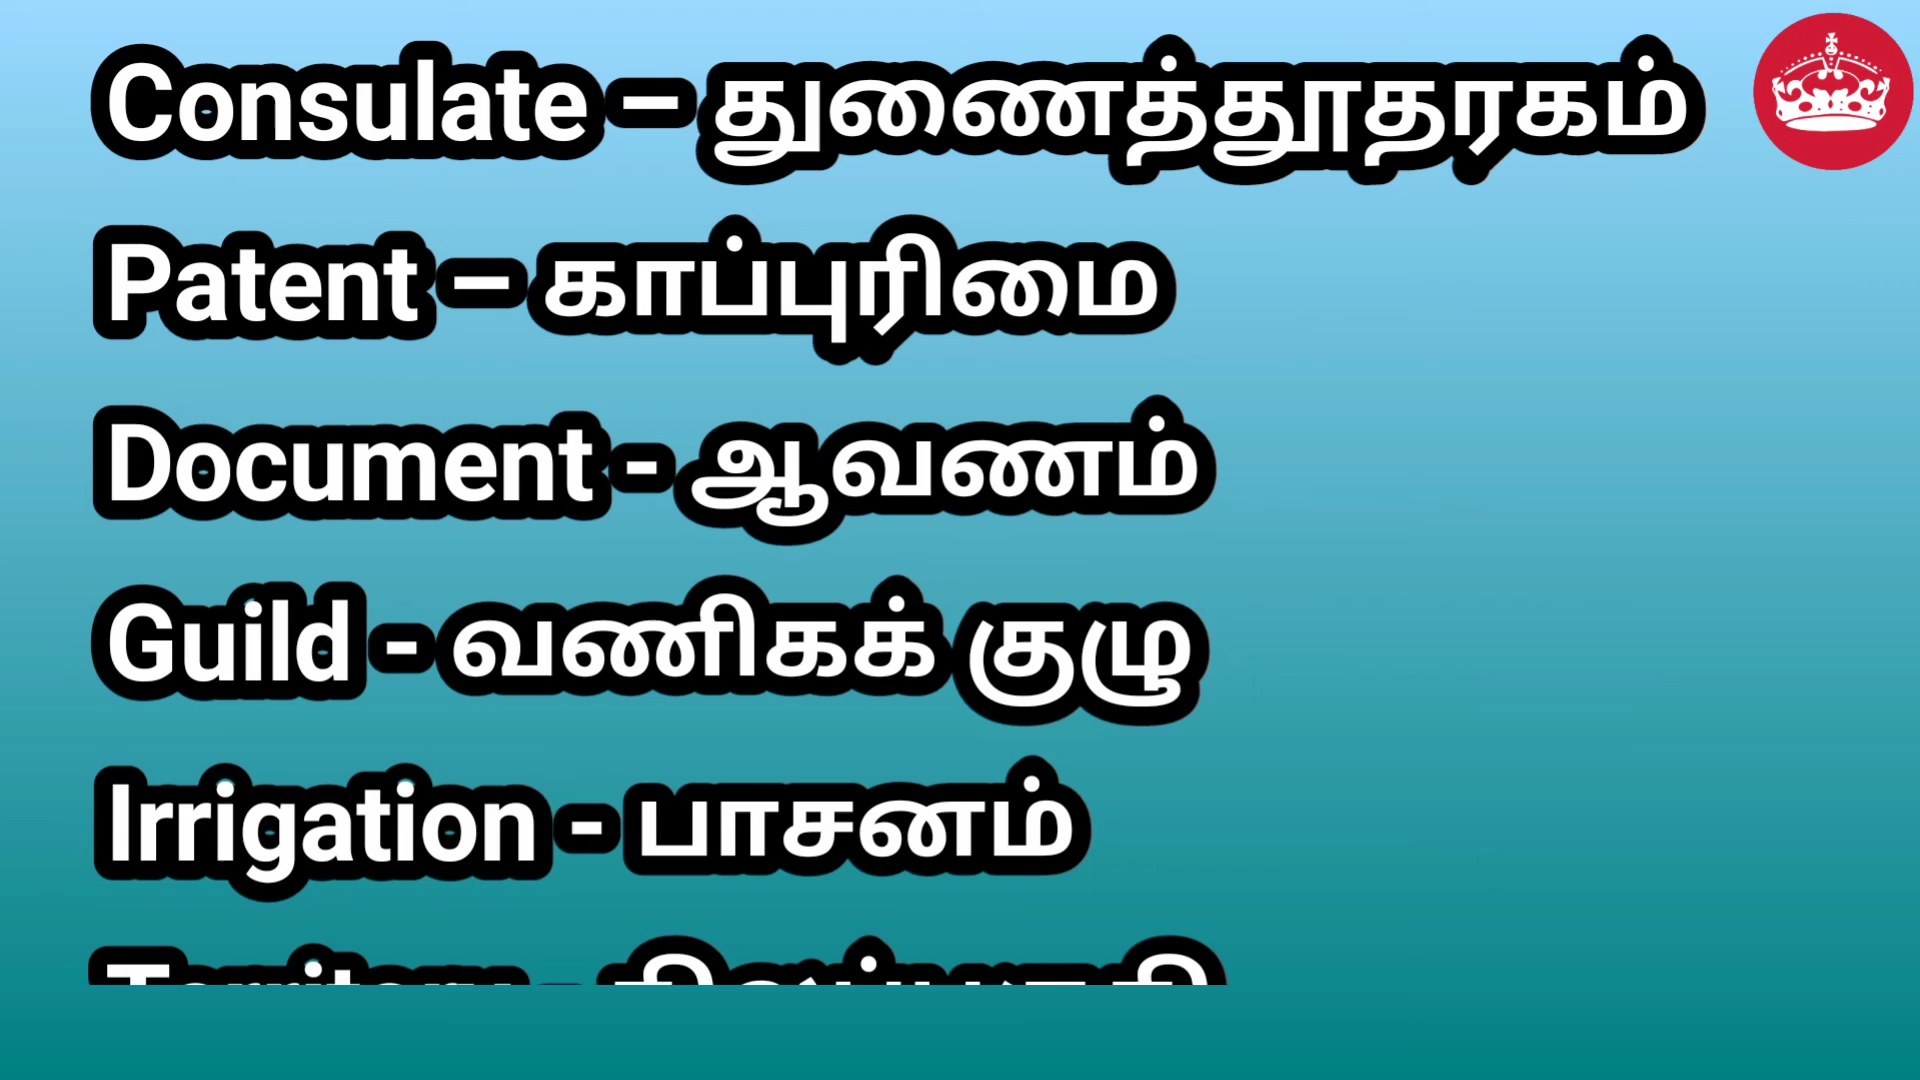 Consulate – துணைத்தூதரகம்
Patent – காப்புரிமை
Document - ஆவணம்
Guild - வணிகக் குழு
Irrigation - பாசனம்